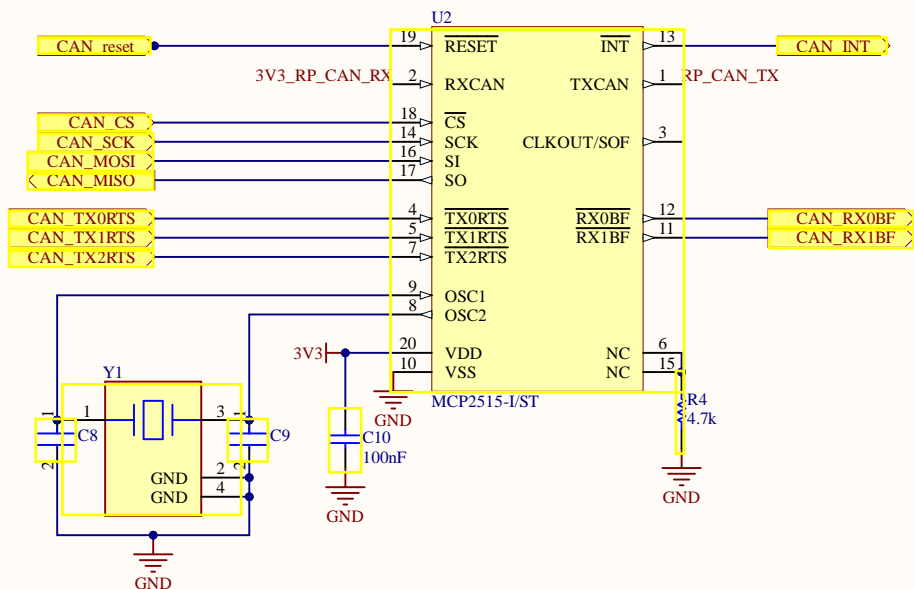 U2
CAN_reset 19 RESET INT 13 CAN_INT
3V3_RP_CAN_RX 2 RXCAN TXCAN 1 RP_CAN_TX
CAN_CS 18 CS
CAN_SCK 14 SCK CLKOUT/SOF 3
CAN_MOSI 16 SI
CAN_MISO 17 SO
CAN_TX0RTS 4 TX0RTS RX0BF 12 CAN_RX0BF
CAN_TX1RTS 5 TX1RTS RX1BF 11 CAN_RX1BF
CAN_TX2RTS 7 TX2RTS
9 OSC1
8 OSC2
3V3 20 VDD NC 6
10 VSS NC 15
Y1
MCP2515-I/ST
R4
4.7k
GND
1 1 3 1
C8 C9
C10
100nF
2 2
GND 2
GND 4
GND
GND
GND